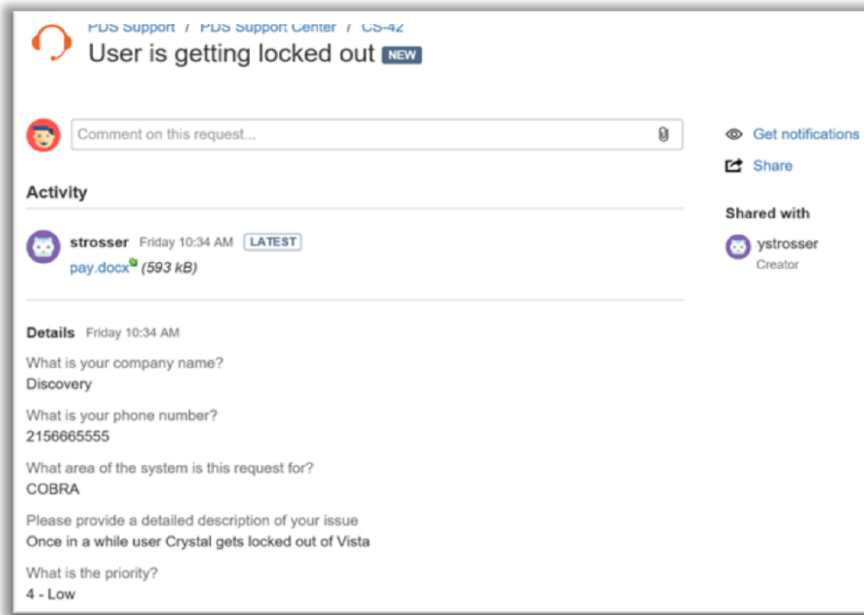 PDS Support / PDS Support Center / CS-42
User is getting locked out NEW
Comment on this request...
Get notifications
Share
Activity
Shared with
strosser Friday 10:34 AM LATEST
pay.docx (593 kB)
ystrosser
Creator
Details Friday 10:34 AM
What is your company name?
Discovery
What is your phone number?
2156665555
What area of the system is this request for?
COBRA
Please provide a detailed description of your issue
Once in a while user Crystal gets locked out of Vista
What is the priority?
4 - Low